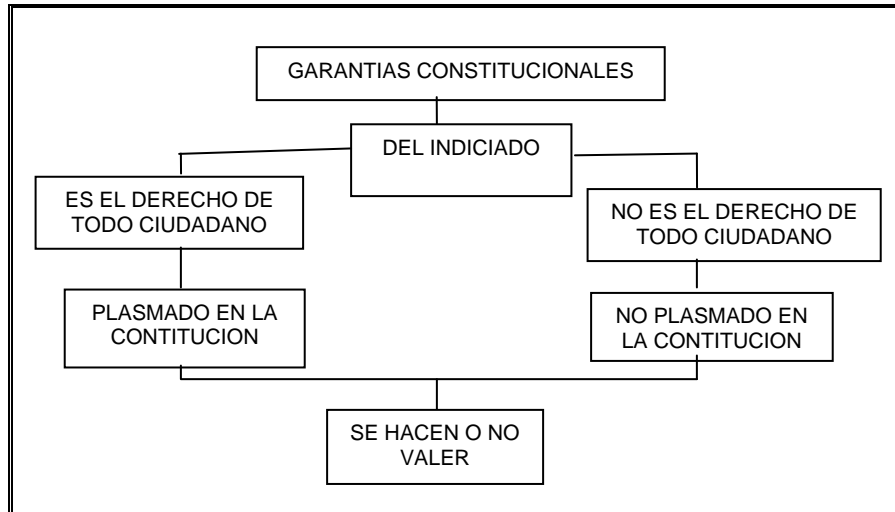 GARANTIAS CONSTITUCIONALES
DEL INDICIADO
ES EL DERECHO DE
TODO CIUDADANO
NO ES EL DERECHO DE
TODO CIUDADANO
PLASMADO EN LA
CONTITUCION
NO PLASMADO EN
LA CONTITUCION
SE HACEN O NO
VALER